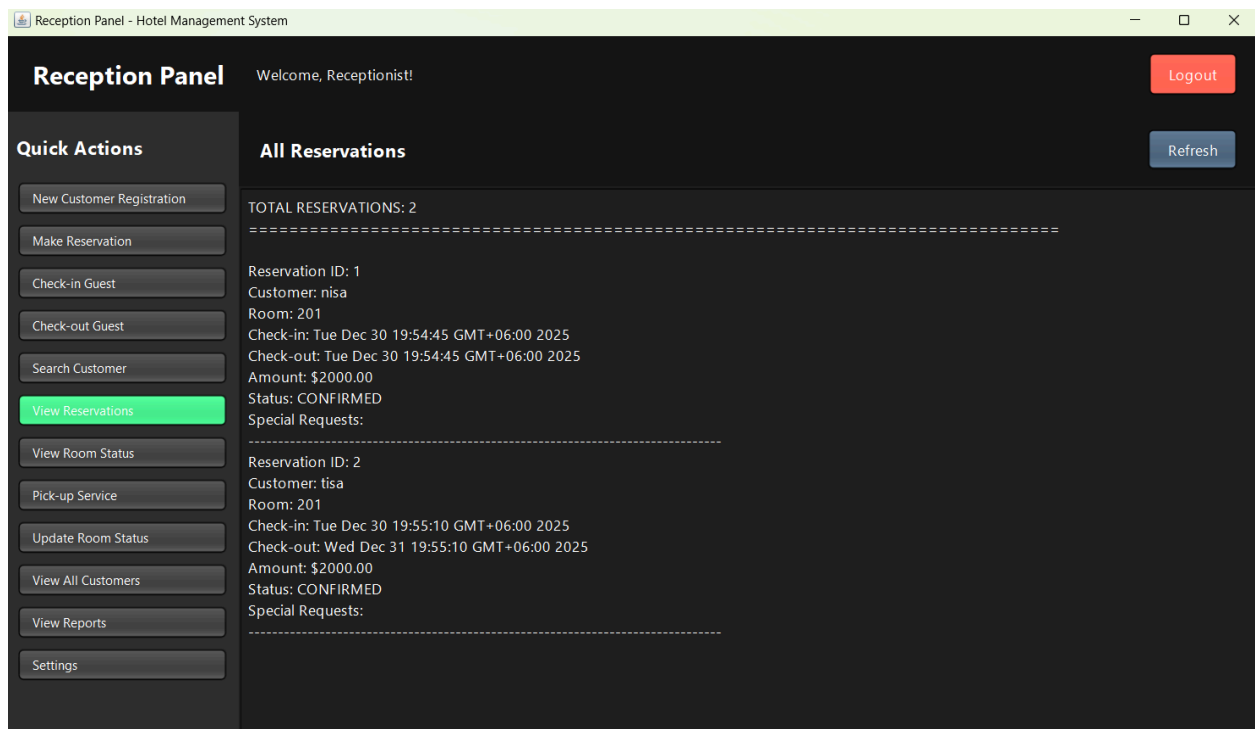 Reception Panel - Hotel Management System
Reception Panel
Welcome, Receptionist!
Logout
Quick Actions
New Customer Registration
Make Reservation
Check-in Guest
Check-out Guest
Search Customer
View Reservations
View Room Status
Pick-up Service
Update Room Status
View All Customers
View Reports
Settings
All Reservations
Refresh
TOTAL RESERVATIONS: 2
================================================================================
Reservation ID: 1
Customer: nisa
Room: 201
Check-in: Tue Dec 30 19:54:45 GMT+06:00 2025
Check-out: Tue Dec 30 19:54:45 GMT+06:00 2025
Amount: $2000.00
Status: CONFIRMED
Special Requests:
--------------------------------------------------------------------------------
Reservation ID: 2
Customer: tisa
Room: 201
Check-in: Tue Dec 30 19:55:10 GMT+06:00 2025
Check-out: Wed Dec 31 19:55:10 GMT+06:00 2025
Amount: $2000.00
Status: CONFIRMED
Special Requests:
--------------------------------------------------------------------------------